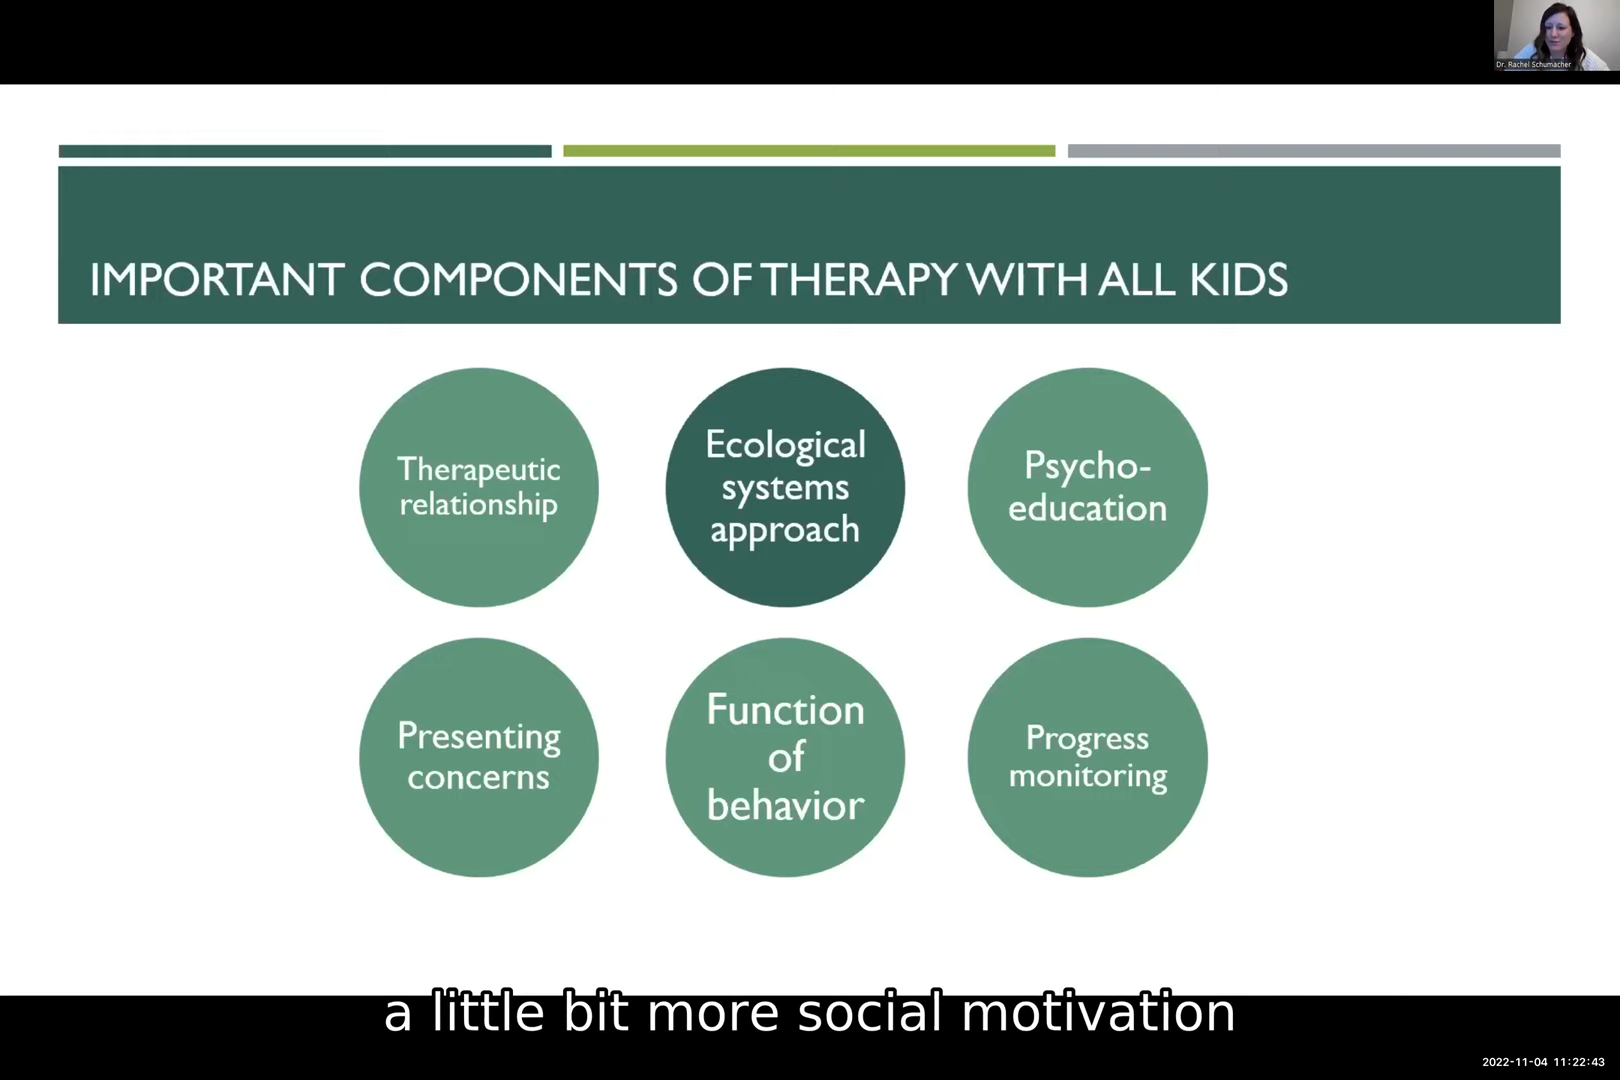 Dr. Rachel Schumacher
IMPORTANT COMPONENTS OF THERAPY WITH ALL KIDS
Therapeutic
relationship
Ecological
systems
approach
Psycho-
education
Presenting
concerns
Function
of
behavior
Progress
monitoring
a little bit more social motivation
2022-11-04 11:22:43